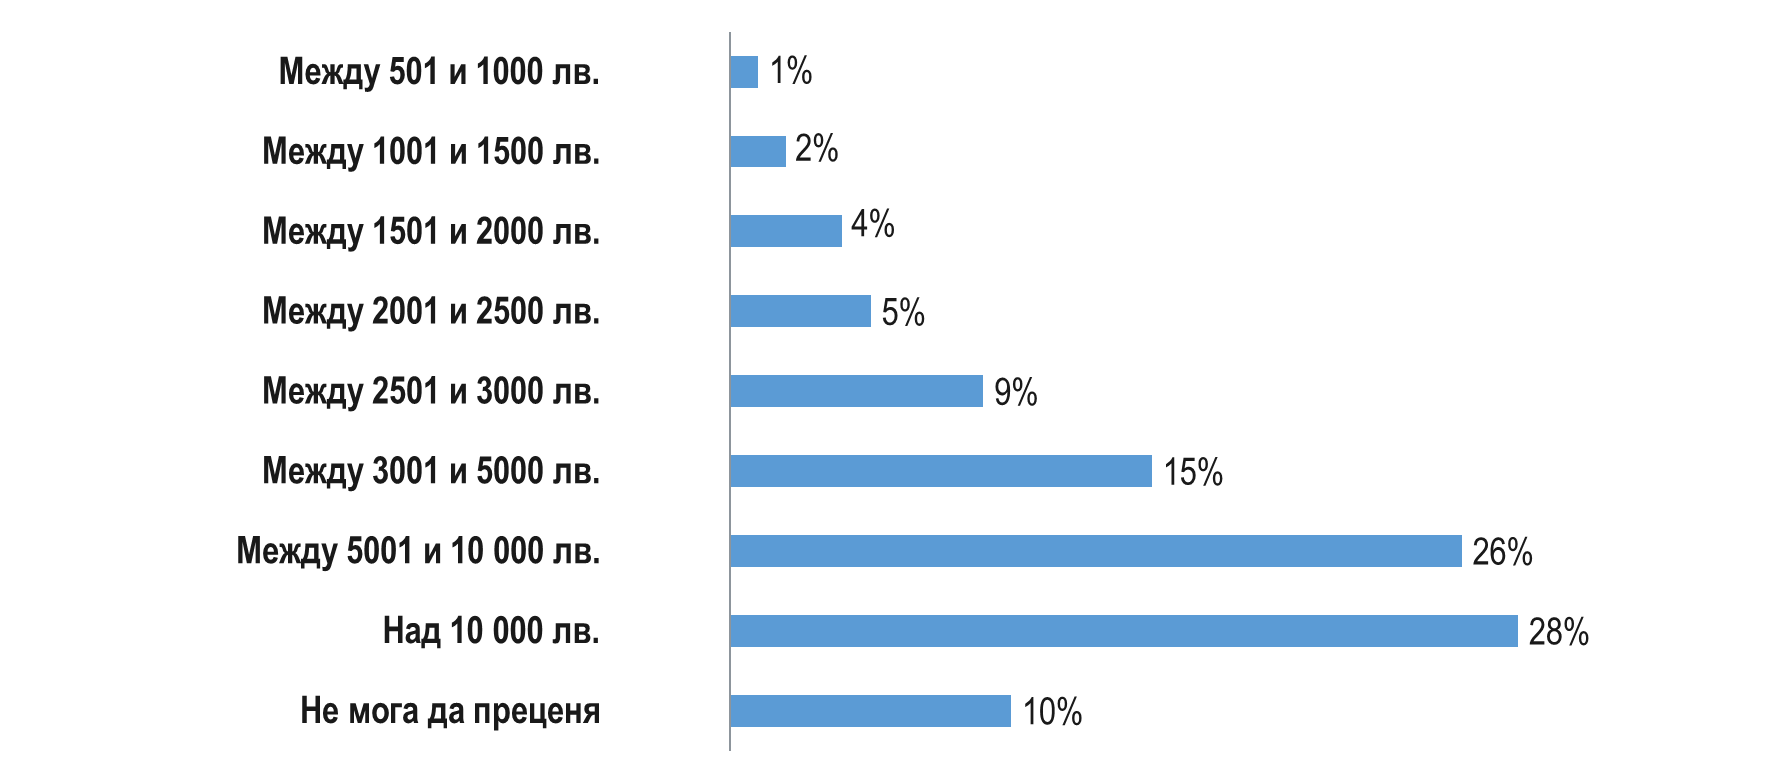 Между 501 и 1000 лв. 1%
Между 1001 и 1500 лв. 2%
Между 1501 и 2000 лв. 4%
Между 2001 и 2500 лв. 5%
Между 2501 и 3000 лв. 9%
Между 3001 и 5000 лв. 15%
Между 5001 и 10 000 лв. 26%
Над 10 000 лв. 28%
Не мога да преценя 10%